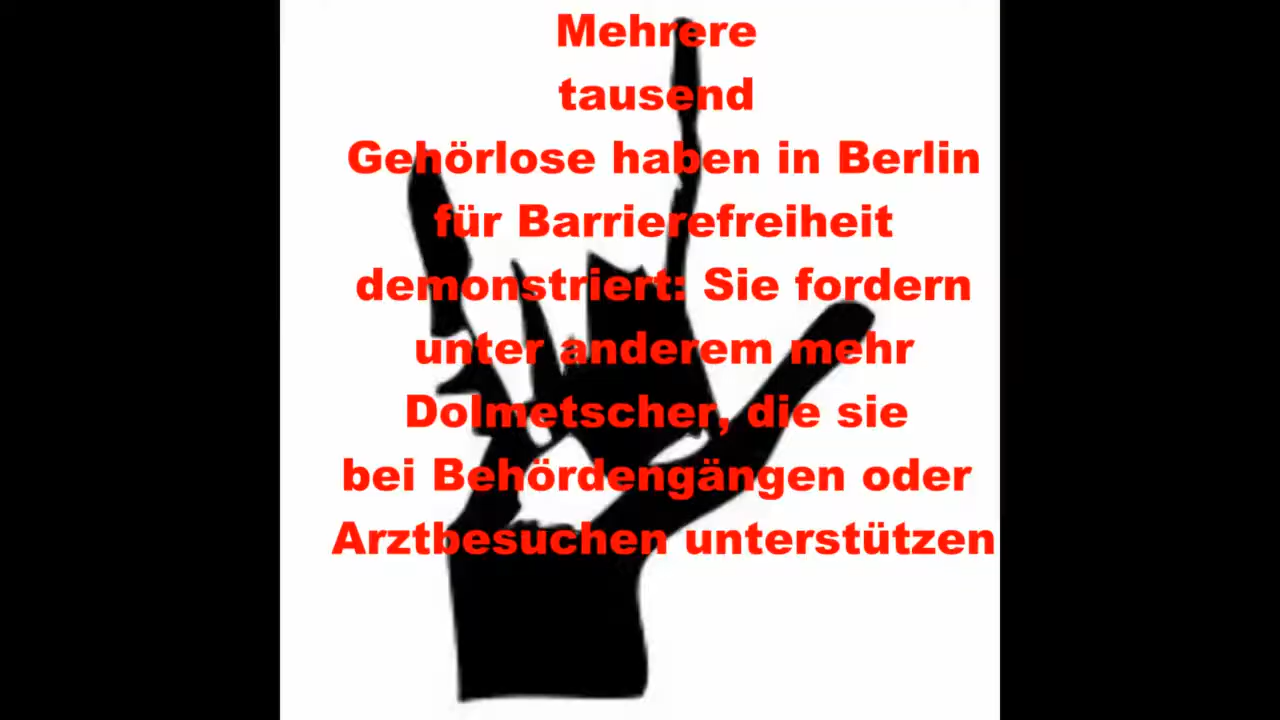 Mehrere
tausend
Gehörlose haben in Berlin
für Barrierefreiheit
demonstriert: Sie fordern
unter anderem mehr
Dolmetscher, die sie
bei Behördengängen oder
Arztbesuchen unterstützen